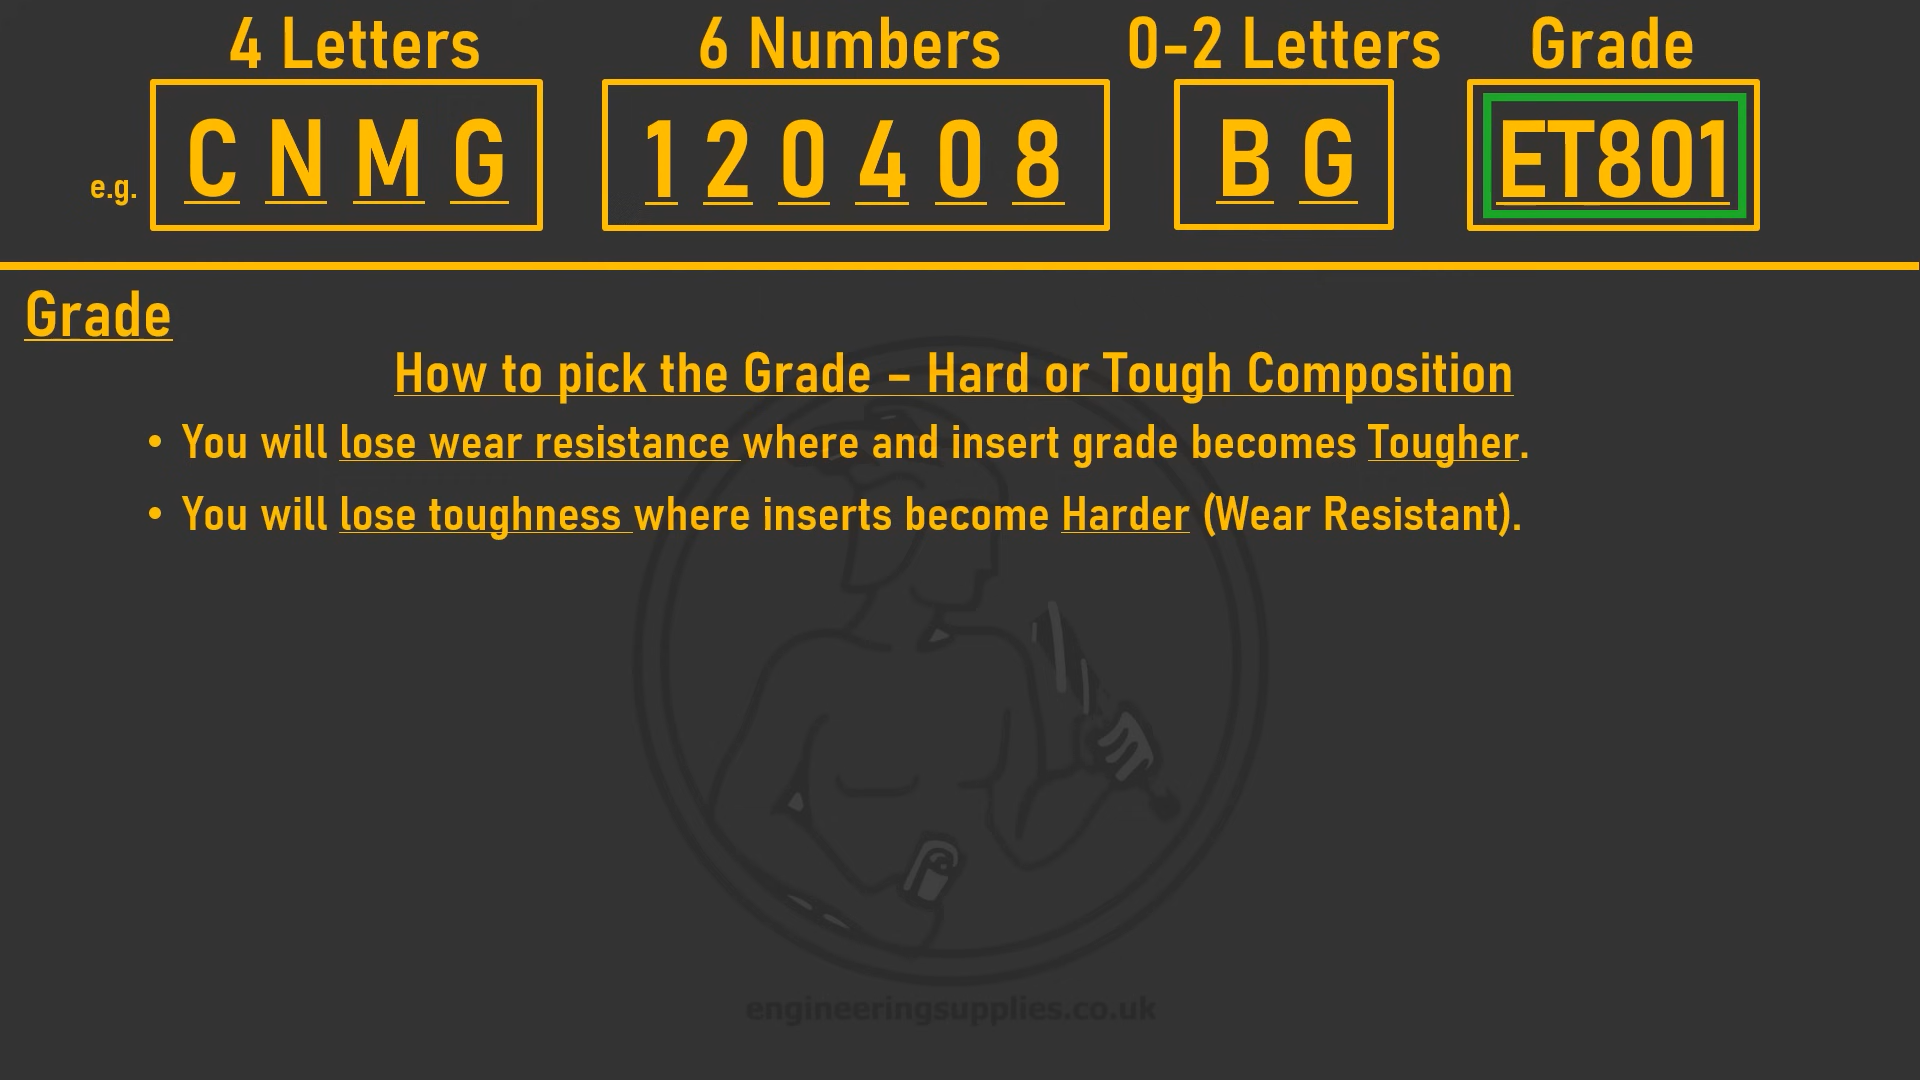 4 Letters 6 Numbers 0-2 Letters Grade
e.g. C N M G 1 2 0 4 0 8 B G ET801
Grade
How to pick the Grade – Hard or Tough Composition
• You will lose wear resistance where and insert grade becomes Tougher.
• You will lose toughness where inserts become Harder (Wear Resistant).
engineeringsupplies.co.uk